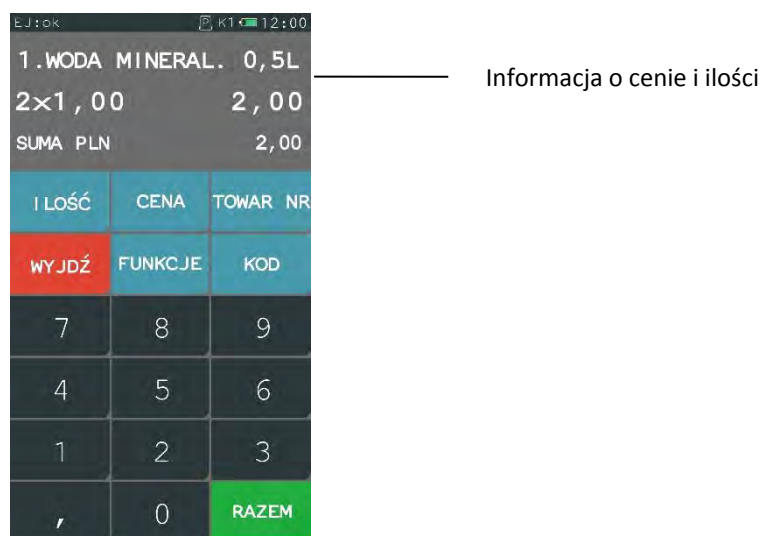 EJ:ok P K1 12:00
1.WODA MINERAL. 0,5L
2x1,00 2,00
SUMA PLN 2,00
Informacja o cenie i ilości
ILOŚĆ CENA TOWAR NR
WYJDŹ FUNKCJE KOD
7 8 9
4 5 6
1 2 3
, 0 RAZEM